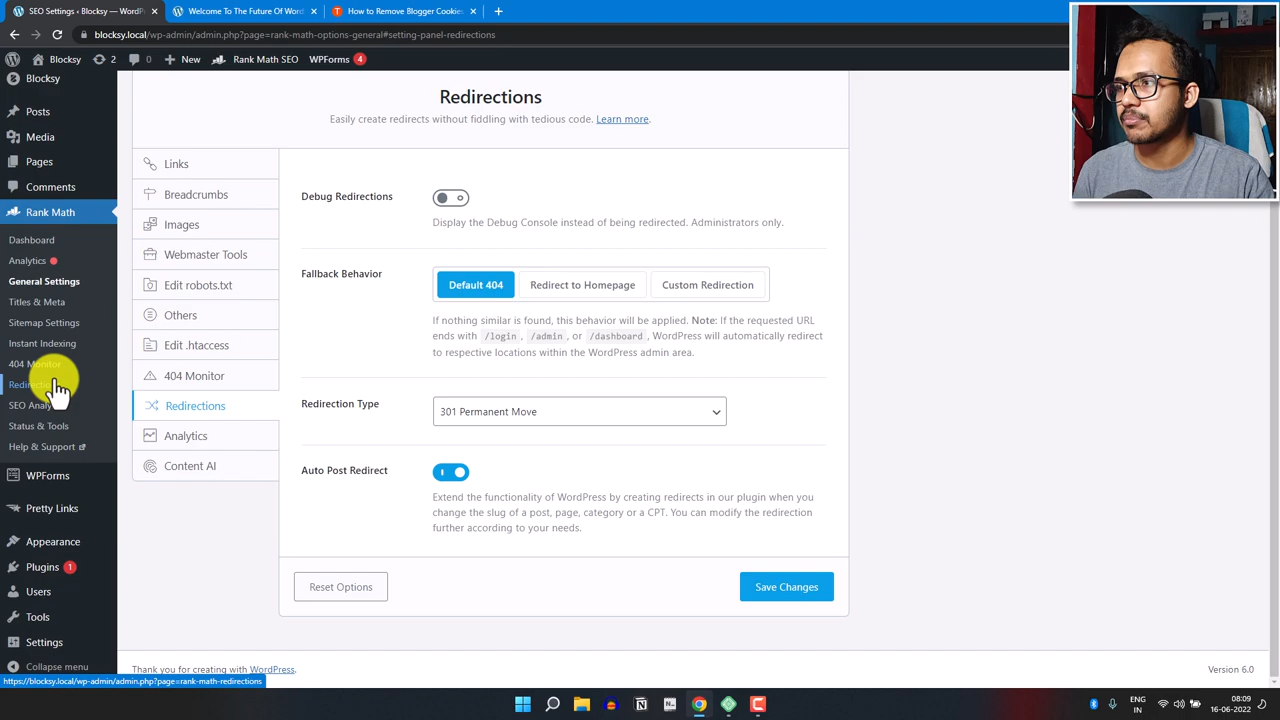 SEO Settings ‹ Blocksy — WordPr
Welcome To The Future Of Word
How to Remove Blogger Cookies
blocksy.local/wp-admin/admin.php?page=rank-math-options-general#setting-panel-redirections
Blocksy
2
0
New
Rank Math SEO
WPForms
4
Blocksy
Posts
Media
Pages
Comments
Rank Math
Dashboard
Analytics
General Settings
Titles & Meta
Sitemap Settings
Instant Indexing
404 Monitor
Redirecti
SEO Analy
Status & Tools
Help & Support
WPForms
Pretty Links
Appearance
Plugins
1
Users
Tools
Settings
Collapse menu
Redirections
Easily create redirects without fiddling with tedious code. Learn more.
Links
Breadcrumbs
Images
Webmaster Tools
Edit robots.txt
Others
Edit .htaccess
404 Monitor
Redirections
Analytics
Content AI
Debug Redirections
Display the Debug Console instead of being redirected. Administrators only.
Fallback Behavior
Default 404
Redirect to Homepage
Custom Redirection
If nothing similar is found, this behavior will be applied. Note: If the requested URL
ends with /login, /admin, or /dashboard, WordPress will automatically redirect
to respective locations within the WordPress admin area.
Redirection Type
301 Permanent Move
Auto Post Redirect
Extend the functionality of WordPress by creating redirects in our plugin when you
change the slug of a post, page, category or a CPT. You can modify the redirection
further according to your needs.
Reset Options
Save Changes
Thank you for creating with WordPress.
Version 6.0
https://blocksy.local/wp-admin/admin.php?page=rank-math-redirections
ENG
IN
08:09
16-06-2022